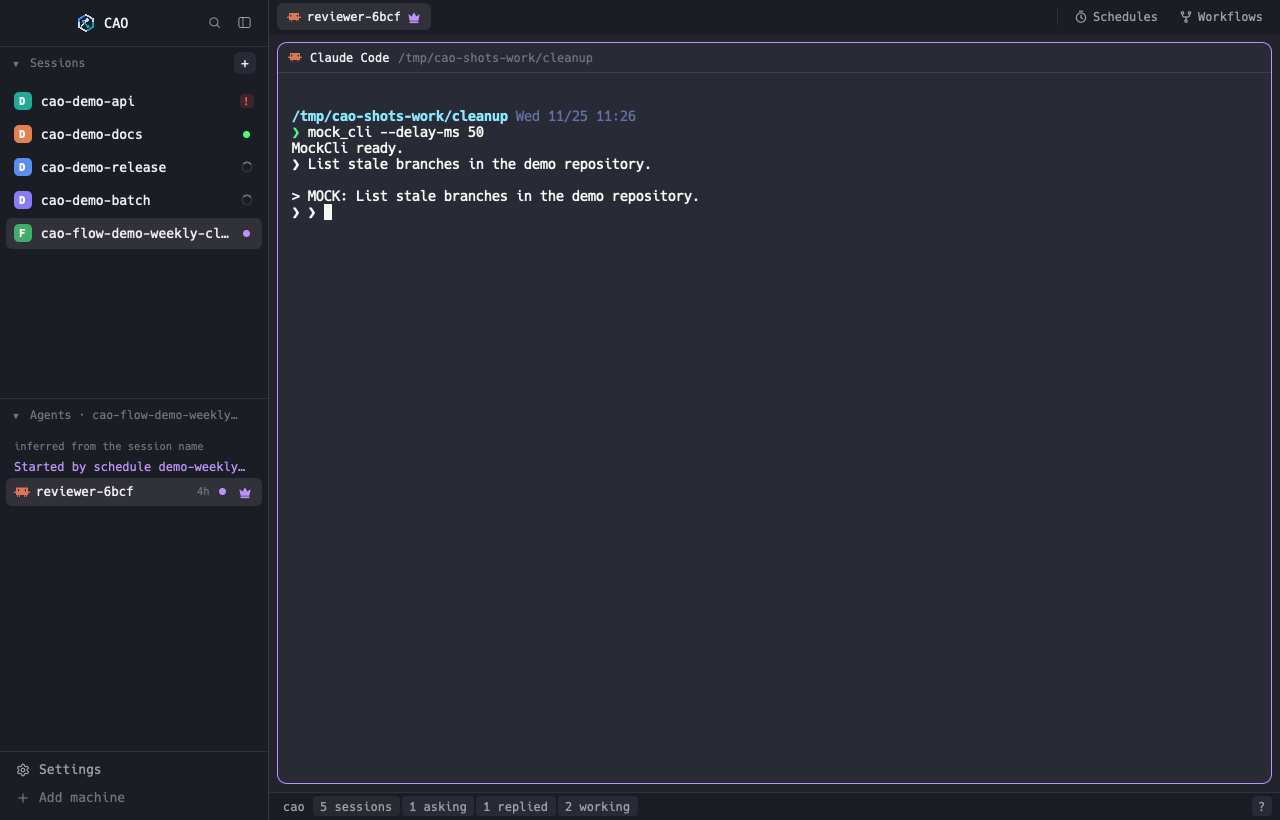 CAO
Sessions
+
D cao-demo-api !
D cao-demo-docs
D cao-demo-release
D cao-demo-batch
F cao-flow-demo-weekly-cl…
Agents · cao-flow-demo-weekly…
inferred from the session name
Started by schedule demo-weekly…
reviewer-6bcf 4h
Settings
+ Add machine
reviewer-6bcf
Schedules
Workflows
Claude Code /tmp/cao-shots-work/cleanup
/tmp/cao-shots-work/cleanup Wed 11/25 11:26
❯ mock_cli --delay-ms 50
MockCli ready.
❯ List stale branches in the demo repository.
> MOCK: List stale branches in the demo repository.
❯ ❯
cao 5 sessions 1 asking 1 replied 2 working ?